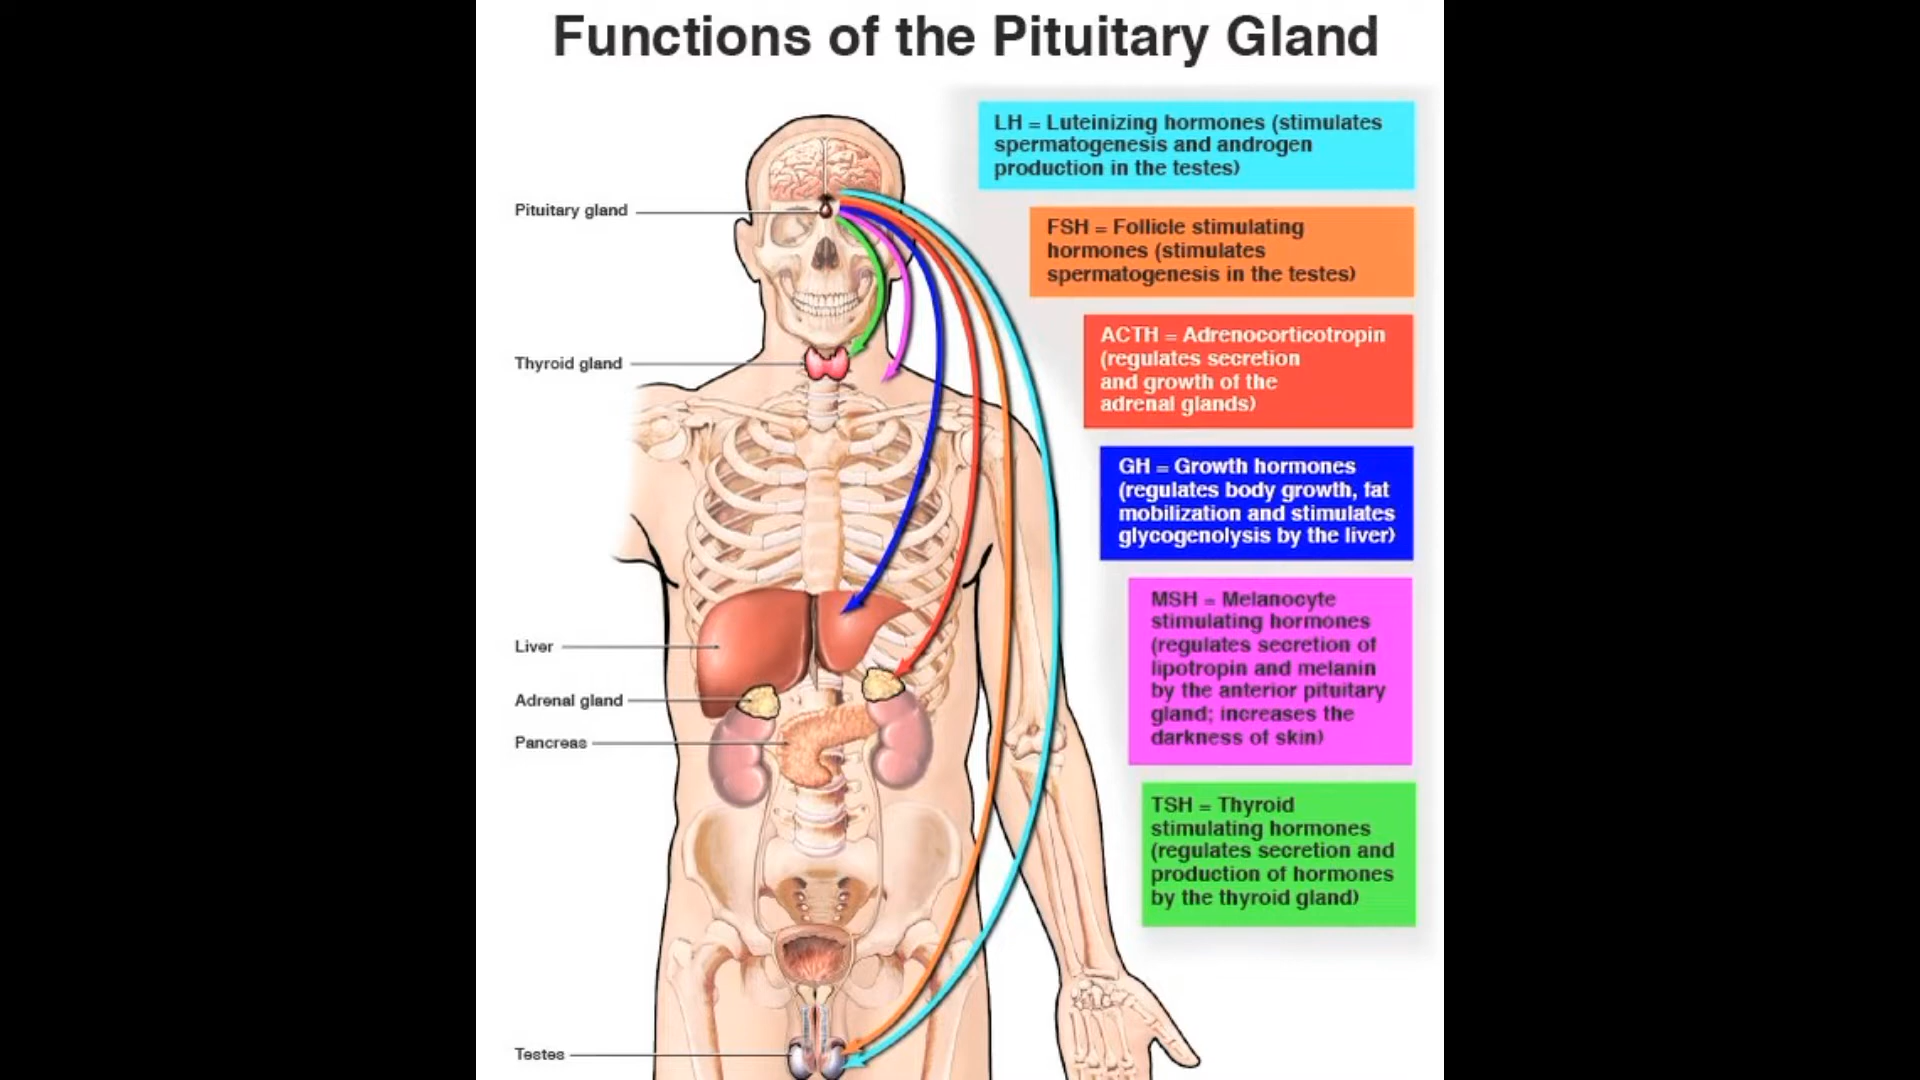 Functions of the Pituitary Gland
LH = Luteinizing hormones (stimulates
spermatogenesis and androgen
production in the testes)
FSH = Follicle stimulating
hormones (stimulates
spermatogenesis in the testes)
ACTH = Adrenocorticotropin
(regulates secretion
and growth of the
adrenal glands)
GH = Growth hormones
(regulates body growth, fat
mobilization and stimulates
glycogenolysis by the liver)
MSH = Melanocyte
stimulating hormones
(regulates secretion of
lipotropin and melanin
by the anterior pituitary
gland; increases the
darkness of skin)
TSH = Thyroid
stimulating hormones
(regulates secretion and
production of hormones
by the thyroid gland)
Pituitary gland
Thyroid gland
Liver
Adrenal gland
Pancreas
Testes